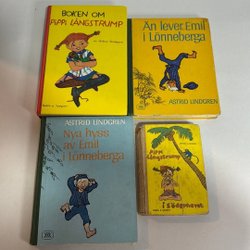 BOKEN OM
PIPPI LÅNGSTRUMP
Än lever Emil
i Lönneberga
ASTRID LINDGREN
ASTRID LINDGREN
Nya hyss
av Emil
i Lönneberga
Pippi
Långstrump
i Söderhavet